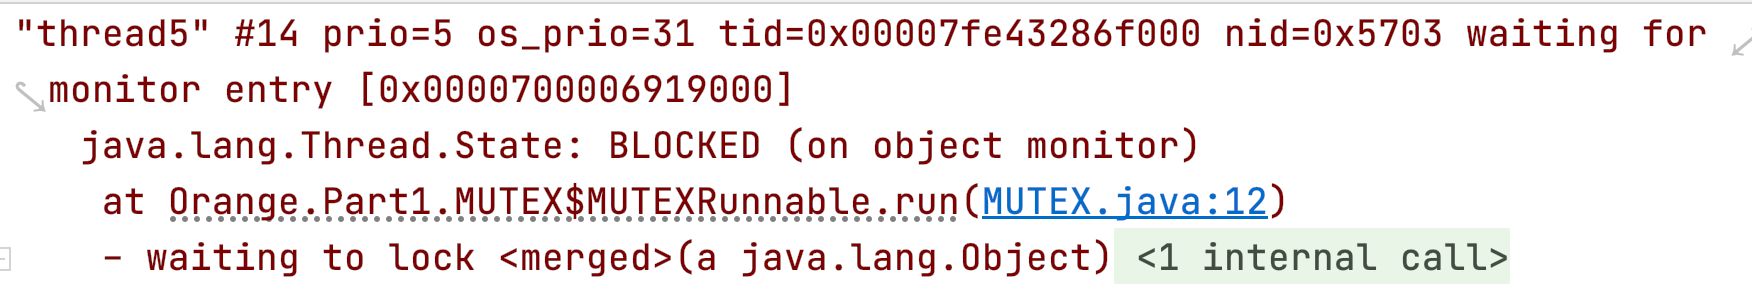 "thread5" #14 prio=5 os_prio=31 tid=0x00007fe43286f000 nid=0x5703 waiting for
monitor entry [0x0000700006919000]
java.lang.Thread.State: BLOCKED (on object monitor)
at Orange.Part1.MUTEX$MUTEXRunnable.run(MUTEX.java:12)
- waiting to lock <merged>(a java.lang.Object) <1 internal call>